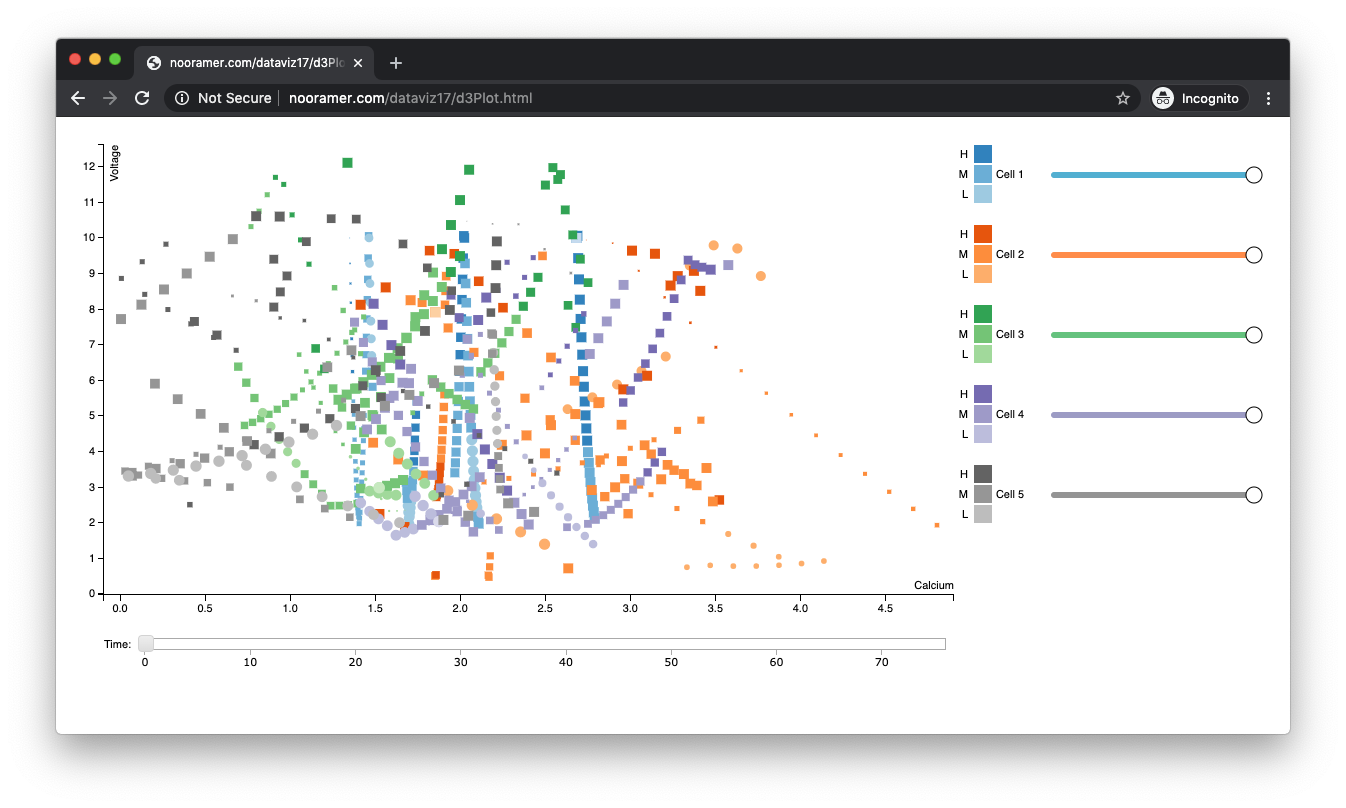 nooramer.com/dataviz17/d3Plo
Not Secure nooramer.com/dataviz17/d3Plot.html Incognito
Voltage
12
11
10
9
8
7
6
5
4
3
2
1
0
Calcium
0.0 0.5 1.0 1.5 2.0 2.5 3.0 3.5 4.0 4.5
Time:
0 10 20 30 40 50 60 70
H
M Cell 1
L
H
M Cell 2
L
H
M Cell 3
L
H
M Cell 4
L
H
M Cell 5
L